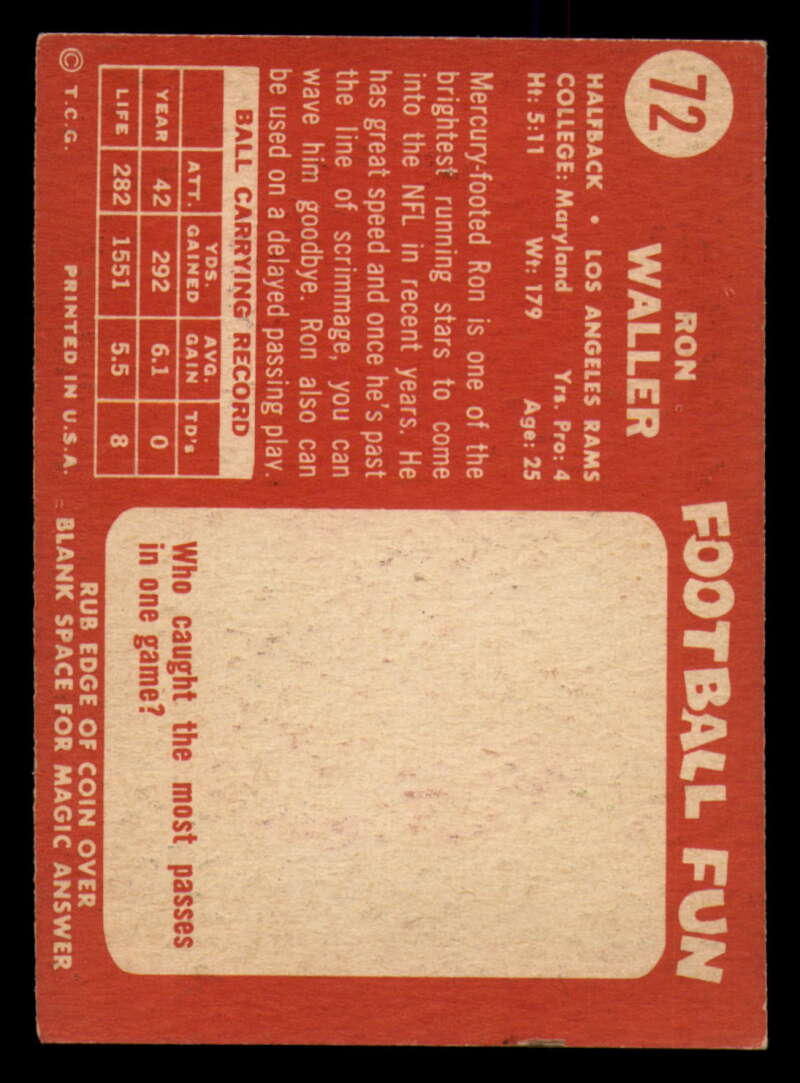 72
RON
WALLER
HALFBACK • LOS ANGELES RAMS
COLLEGE: Maryland Yrs. Pro: 4
Ht: 5:11 Wt: 179 Age: 25
Mercury-footed Ron is one of the
brightest running stars to come
into the NFL in recent years. He
has great speed and once he's past
the line of scrimmage, you can
wave him goodbye. Ron also can
be used on a delayed passing play.
BALL CARRYING RECORD
ATT. YDS. GAINED AVG. GAIN TD's
YEAR 42 292 6.1 0
LIFE 282 1551 5.5 8
© T.C.G. PRINTED IN U.S.A.
FOOTBALL FUN
Who caught the most passes
in one game?
RUB EDGE OF COIN OVER
BLANK SPACE FOR MAGIC ANSWER